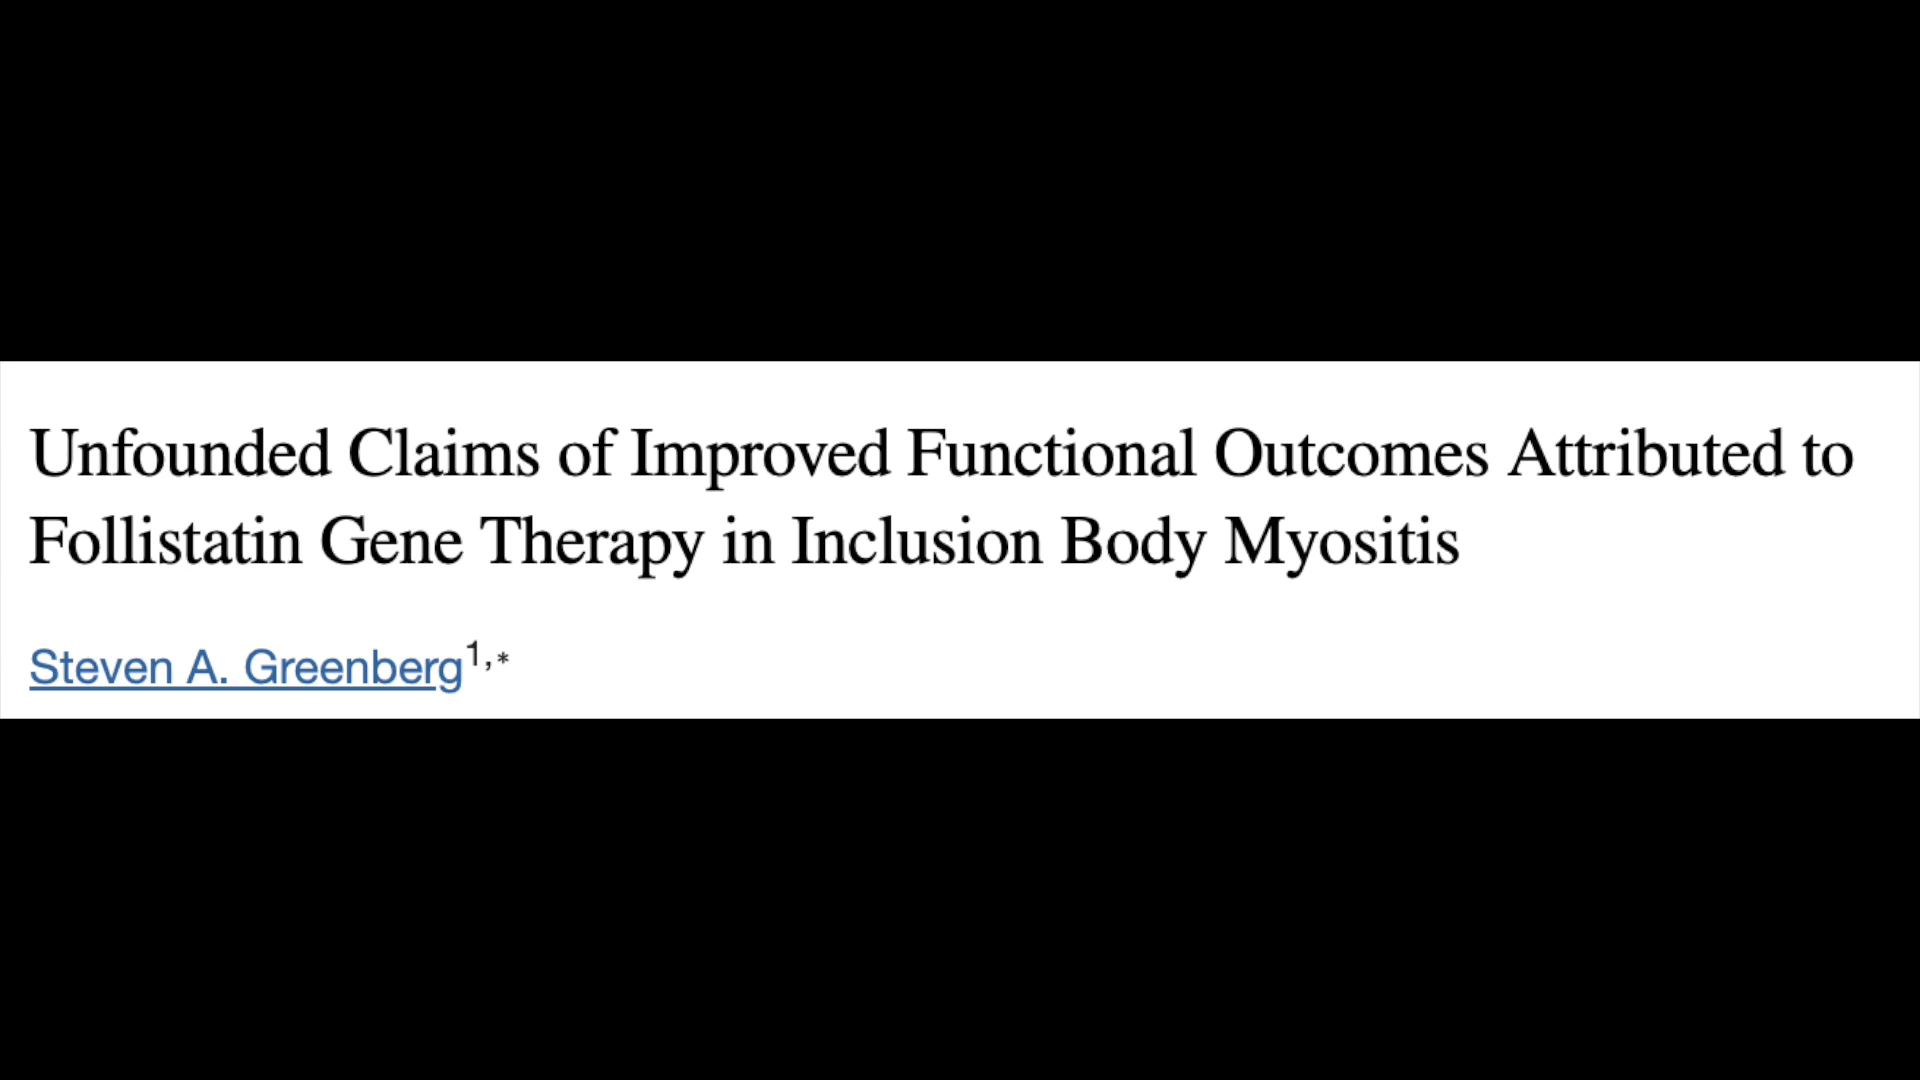 Unfounded Claims of Improved Functional Outcomes Attributed to
Follistatin Gene Therapy in Inclusion Body Myositis
Steven A. Greenberg1,*